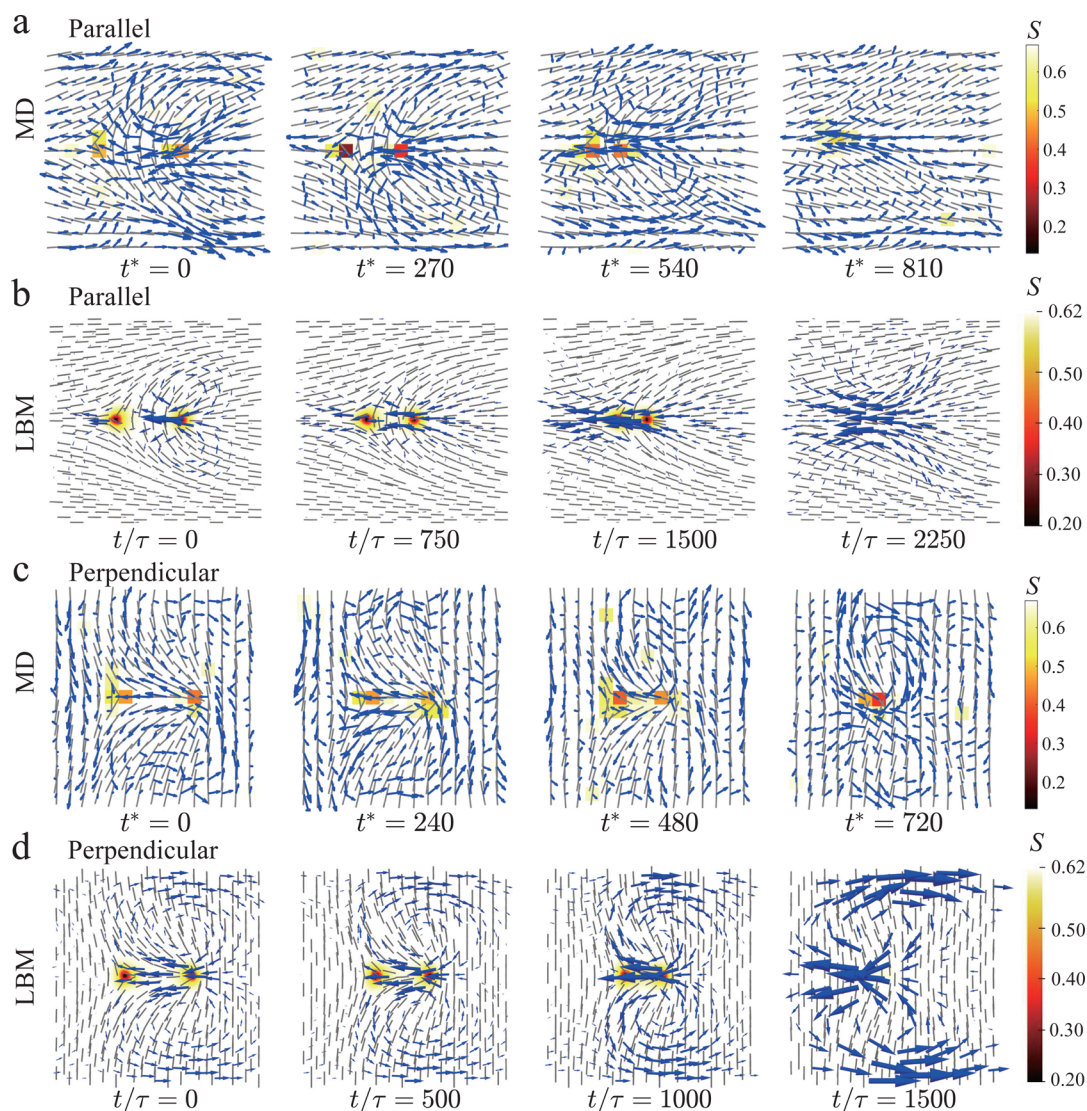 a Parallel
MD
S
0.6
0.5
0.4
0.3
0.2
t* = 0
t* = 270
t* = 540
t* = 810
b Parallel
LBM
S
0.62
0.50
0.40
0.30
0.20
t/τ = 0
t/τ = 750
t/τ = 1500
t/τ = 2250
c Perpendicular
MD
S
0.6
0.5
0.4
0.3
0.2
t* = 0
t* = 240
t* = 480
t* = 720
d Perpendicular
LBM
S
0.62
0.50
0.40
0.30
0.20
t/τ = 0
t/τ = 500
t/τ = 1000
t/τ = 1500